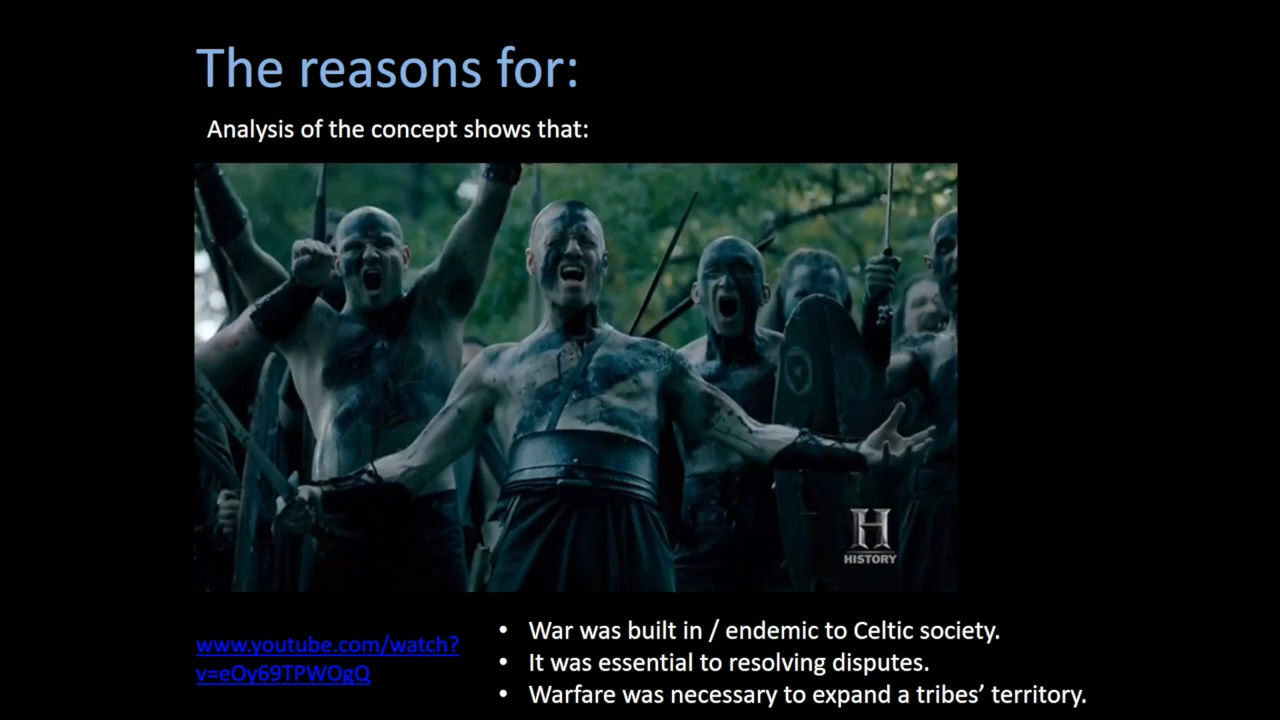 The reasons for:
Analysis of the concept shows that:
H
HISTORY
www.youtube.com/watch?
v=eOy69TPWOgQ
• War was built in / endemic to Celtic society.
• It was essential to resolving disputes.
• Warfare was necessary to expand a tribes’ territory.